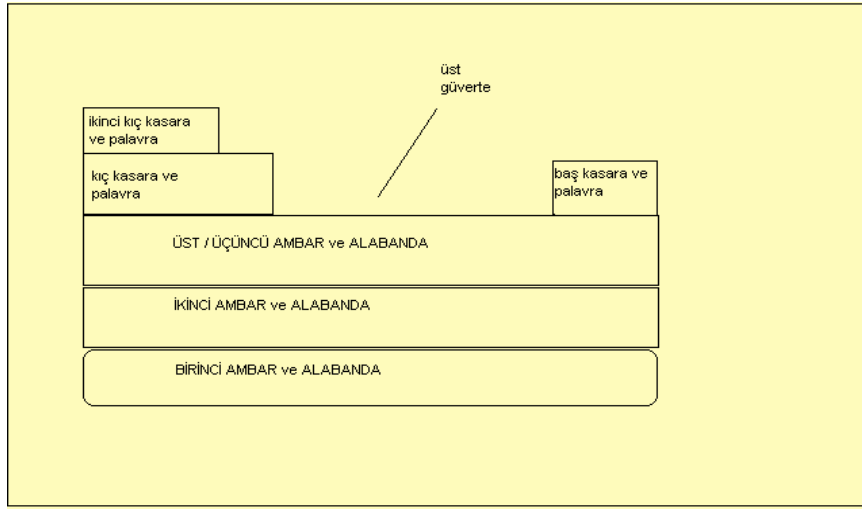 üst
güverte
ikinci kıç kasara
ve palavra
kıç kasara ve
palavra
baş kasara ve
palavra
ÜST / ÜÇÜNCÜ AMBAR ve ALABANDA
İKİNCİ AMBAR ve ALABANDA
BİRİNCİ AMBAR ve ALABANDA